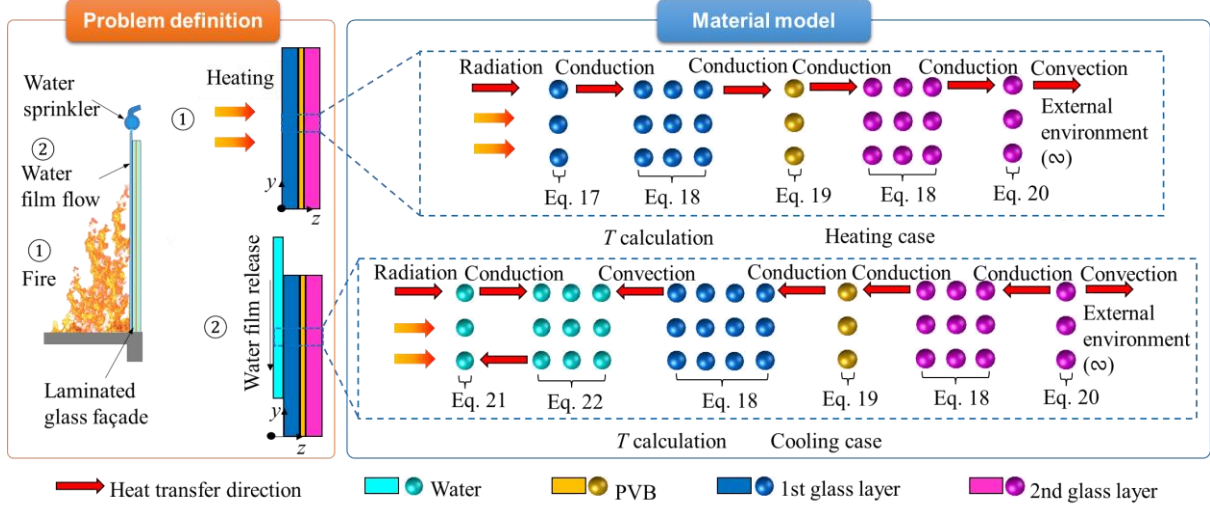 Problem definition
Water
sprinkler
②
Water
film flow
①
Fire
Laminated
glass façade
Heating
①
y
z
Water film release
②
y
z
Material model
Radiation
Conduction
Conduction
Conduction
Conduction
Convection
External
environment
(∞)
Eq. 17
Eq. 18
Eq. 19
Eq. 18
Eq. 20
T calculation
Heating case
Radiation
Conduction
Convection
Conduction
Conduction
Conduction
Convection
External
environment
(∞)
Eq. 21
Eq. 22
Eq. 18
Eq. 19
Eq. 18
Eq. 20
T calculation
Cooling case
Heat transfer direction
Water
PVB
1st glass layer
2nd glass layer